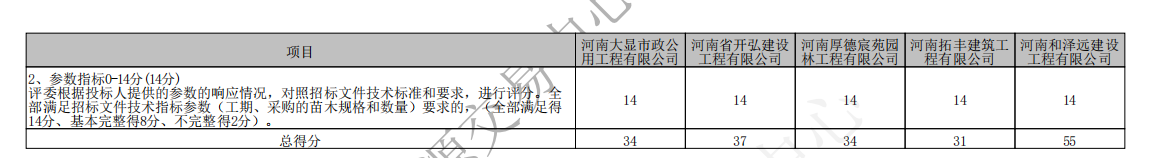 项目 河南大显市政公用工程有限公司 河南省开弘建设工程有限公司 河南厚德宸苑园林工程有限公司 河南拓丰建筑工程有限公司 河南和泽远建设工程有限公司
2、参数指标0-14分(14分)
评委根据投标人提供的参数的响应情况，对照招标文件技术标准和要求，进行评分。全
部满足招标文件技术指标参数（工期、采购的苗木规格和数量）要求的，（全部满足得
14分、基本完整得8分、不完整得2分）。
14 14 14 14 14
总得分 34 37 34 31 55
源交易中心
中心